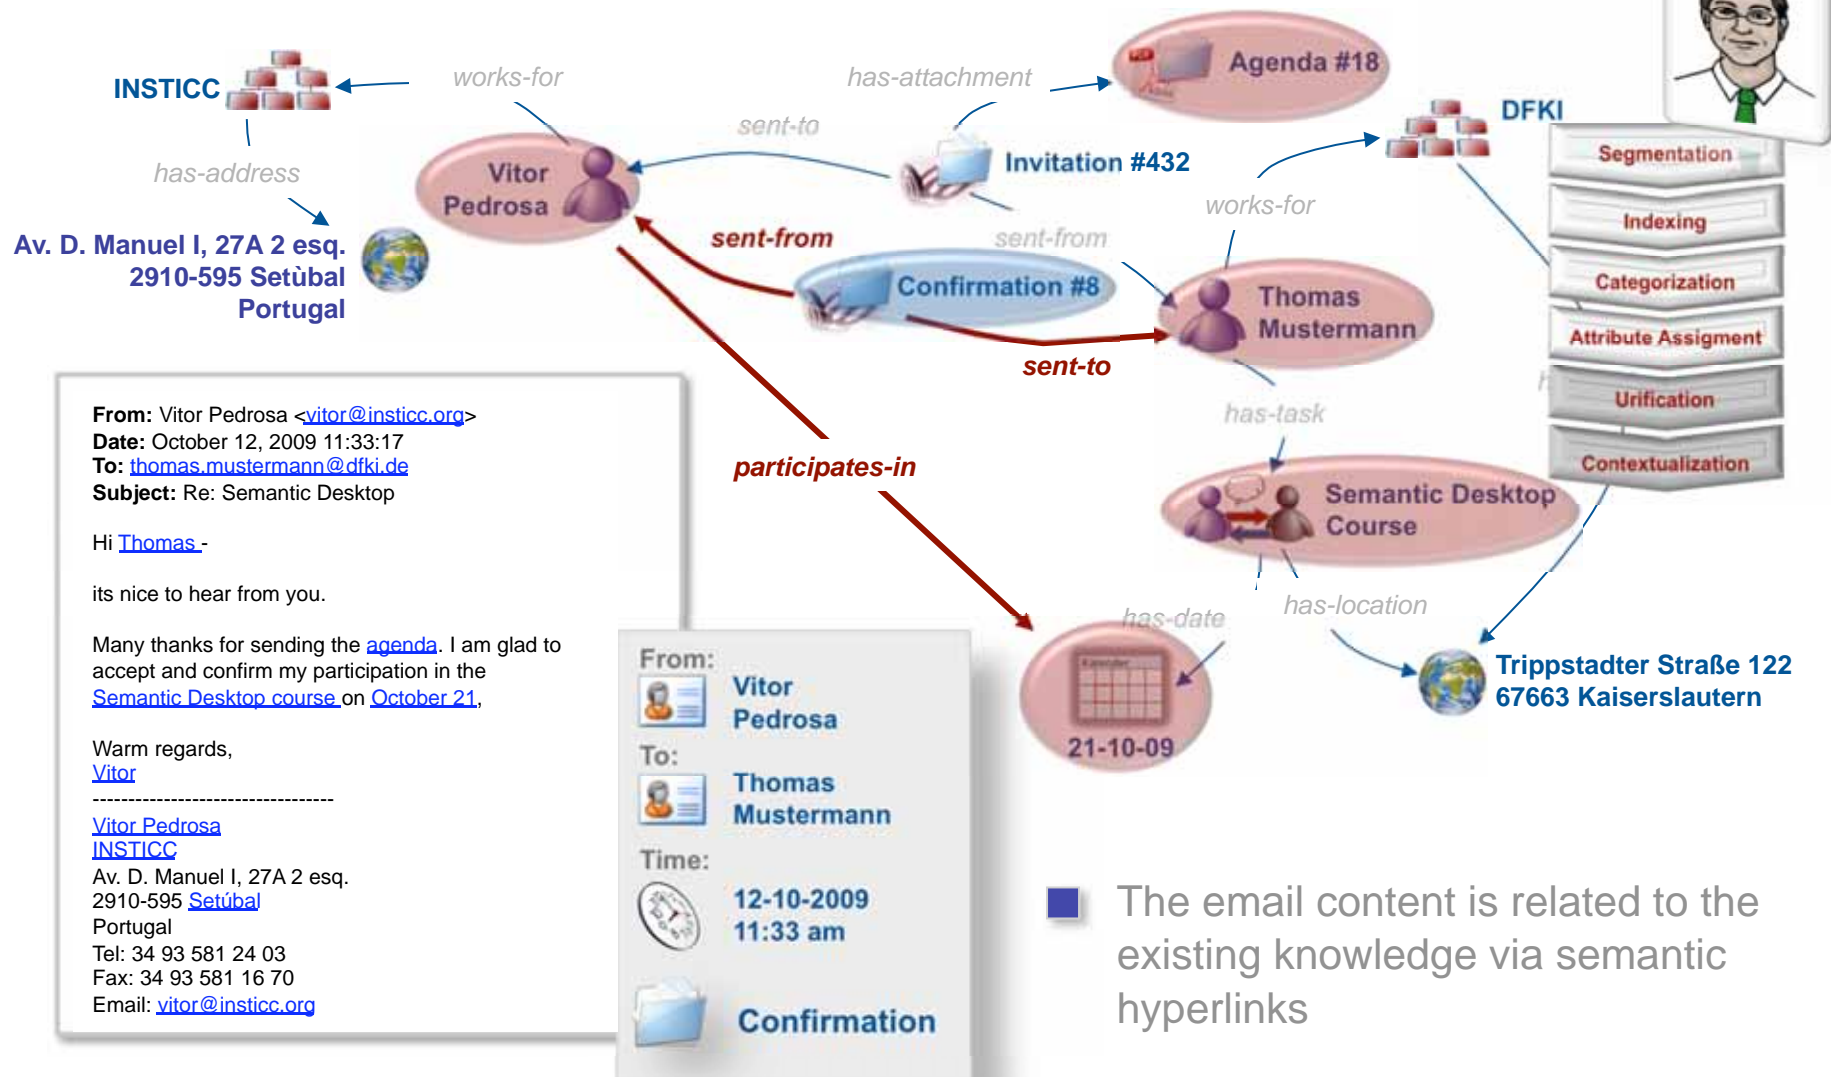 INSTICC
works-for
has-attachment
Agenda #18
DFKI
sent-to
Vitor
Pedrosa
Invitation #432
has-address
works-for
Segmentation
Indexing
Categorization
Attribute Assigment
Urification
Contextualization
Av. D. Manuel I, 27A 2 esq.
2910-595 Setùbal
Portugal
sent-from
sent-from
Confirmation #8
Thomas
Mustermann
sent-to
has-task
participates-in
Semantic Desktop
Course
has-date
has-location
Kalender
21-10-09
Trippstadter Straße 122
67663 Kaiserslautern
From: Vitor Pedrosa <vitor@insticc.org>
Date: October 12, 2009 11:33:17
To: thomas.mustermann@dfki.de
Subject: Re: Semantic Desktop
Hi Thomas -
its nice to hear from you.
Many thanks for sending the agenda. I am glad to
accept and confirm my participation in the
Semantic Desktop course on October 21,
Warm regards,
Vitor
----------------------------------
Vitor Pedrosa
INSTICC
Av. D. Manuel I, 27A 2 esq.
2910-595 Setúbal
Portugal
Tel: 34 93 581 24 03
Fax: 34 93 581 16 70
Email: vitor@insticc.org
From:
Vitor
Pedrosa
To:
Thomas
Mustermann
Time:
12-10-2009
11:33 am
Confirmation
The email content is related to the
existing knowledge via semantic
hyperlinks